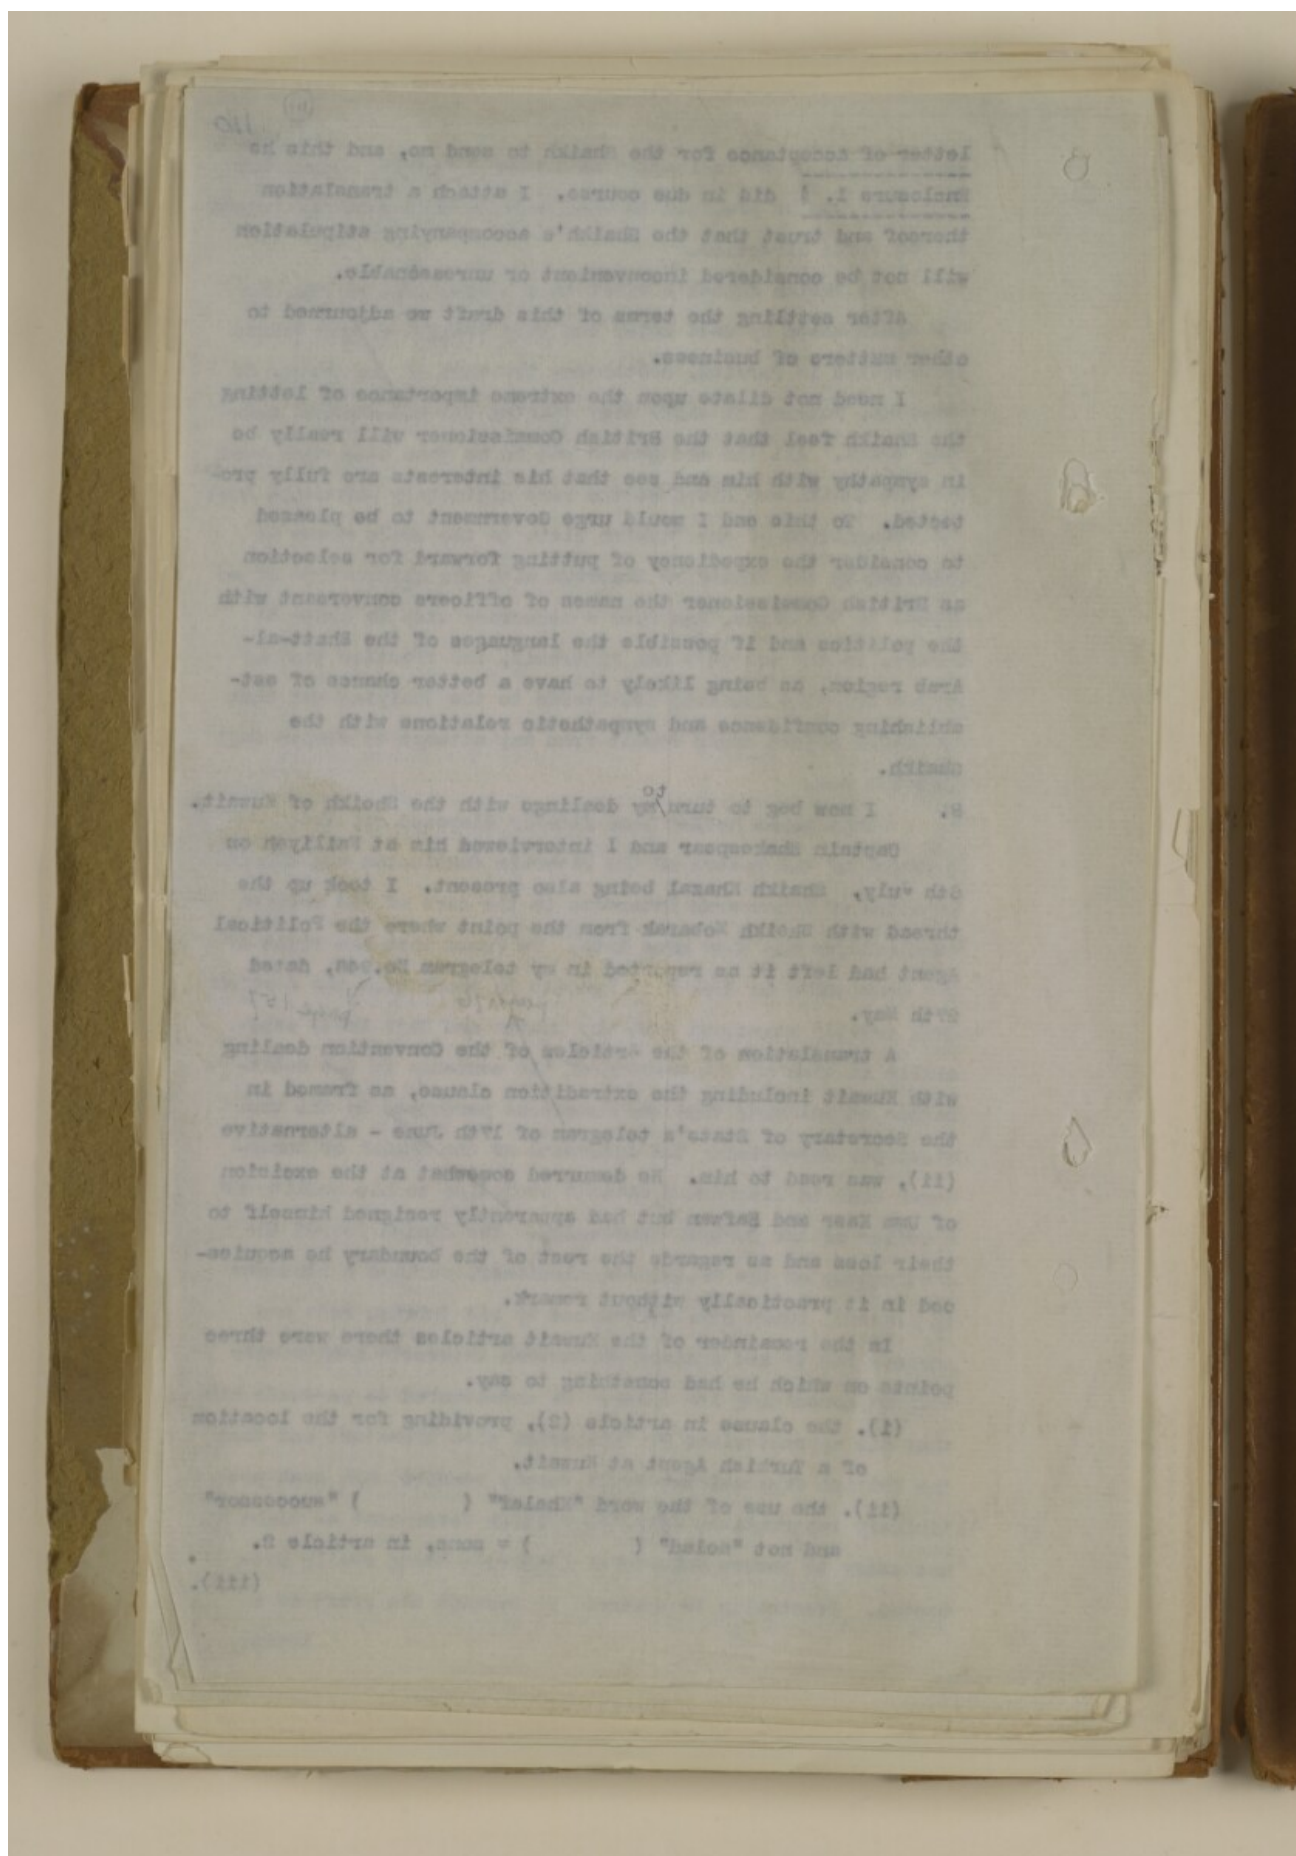 110
letter of acceptance for the Shaikh to send me, and this he
Enclosure 1. did in due course. I attach a translation
thereof and trust that the Shaikh's accompanying stipulation
will not be considered inconvenient or unreasonable.
After settling the terms of this draft we adjourned to
other matters of business.
I need not dilate upon the extreme importance of letting
the Shaikh feel that the British Commissioner will really be
in sympathy with him and see that his interests are fully pro-
tected. To this end I would urge Government to be pleased
to consider the expediency of putting forward for selection
as British Commissioner the names of officers conversant with
the politics and if possible the languages of the Shatt-al-
Arab region, as being likely to have a better chance of est-
ablishing confidence and sympathetic relations with the
Shaikh.
I now beg to turn to my dealings with the Sheikh of Kuwait.
Captain Shakespear and I interviewed him at Failiyah on
6th July, Shaikh Khazal being also present. I took up the
thread with Shaikh Mobarak from the point where the Political
Agent had left it as reported in my telegram No.948, dated
27th May.
A translation of the Articles of the Convention dealing
with Kuwait including the extradition clause, as framed in
the Secretary of State's telegram of 17th June - alternative
(ii), was read to him. He demurred somewhat at the excision
of Umm Kasr and Safwan but had apparently resigned himself to
their loss and as regards the rest of the boundary he acquies-
ced in it practically without remark.
In the remainder of the Kuwait articles there were three
points on which he had something to say.
(i). the clause in article (2), providing for the location
of a Turkish Agent at Kuwait.
(ii). the use of the word "Khalef" ( ) "successor"
and not "aolad" ( ) = sons, in article 2.
(iii).